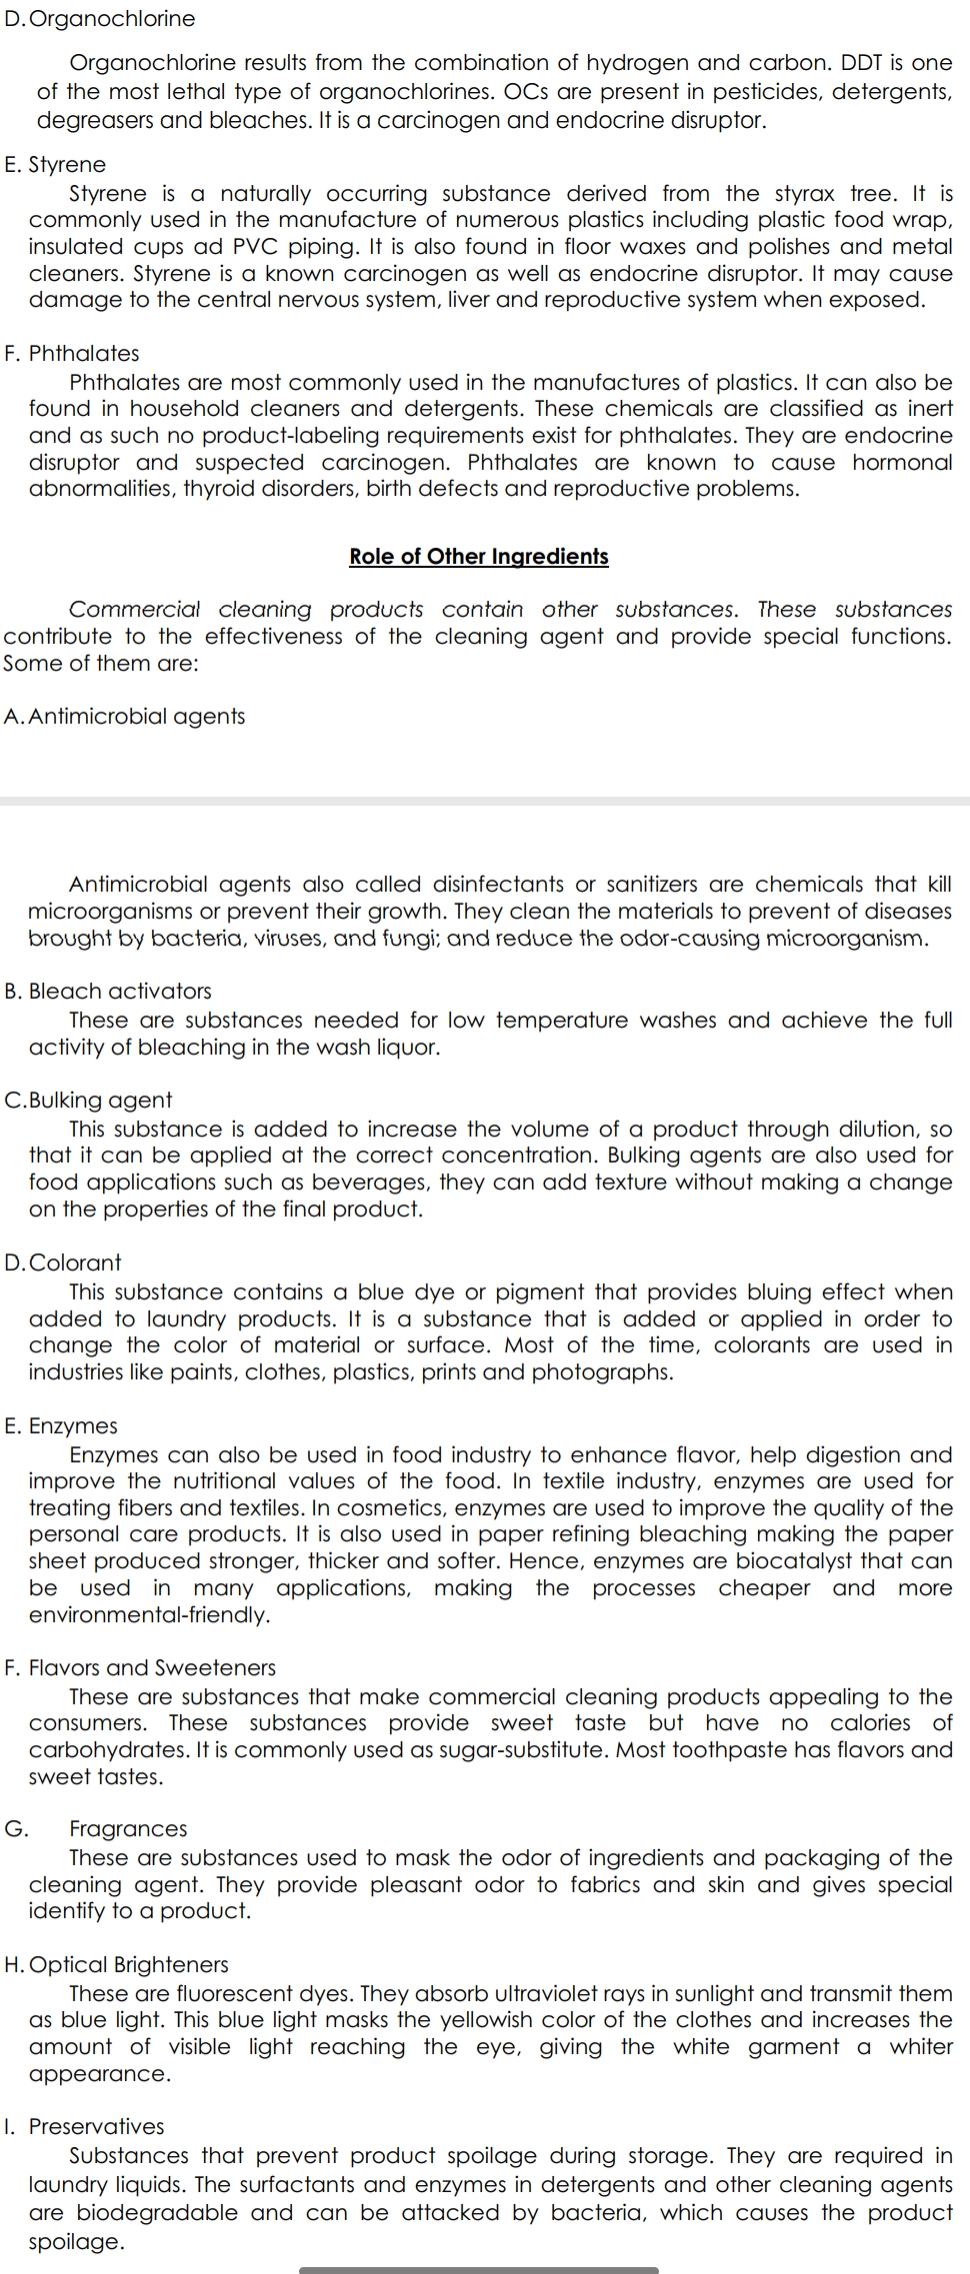 D. Organochlorine
Organochlorine results from the combination of hydrogen and carbon. DDT is one
of the most lethal type of organochlorines. OCs are present in pesticides, detergents,
degreasers and bleaches. It is a carcinogen and endocrine disruptor.
E. Styrene
Styrene is a naturally occurring substance derived from the styrax tree. It is
commonly used in the manufacture of numerous plastics including plastic food wrap,
insulated cups ad PVC piping. It is also found in floor waxes and polishes and metal
cleaners. Styrene is a known carcinogen as well as endocrine disruptor. It may cause
damage to the central nervous system, liver and reproductive system when exposed.
F. Phthalates
Phthalates are most commonly used in the manufactures of plastics. It can also be
found in household cleaners and detergents. These chemicals are classified as inert
and as such no product-labeling requirements exist for phthalates. They are endocrine
disruptor and suspected carcinogen. Phthalates are known to cause hormonal
abnormalities, thyroid disorders, birth defects and reproductive problems.
Role of Other Ingredients
Commercial cleaning products contain other substances. These substances
contribute to the effectiveness of the cleaning agent and provide special functions.
Some of them are:
A. Antimicrobial agents
Antimicrobial agents also called disinfectants or sanitizers are chemicals that kill
microorganisms or prevent their growth. They clean the materials to prevent of diseases
brought by bacteria, viruses, and fungi; and reduce the odor-causing microorganism.
B. Bleach activators
These are substances needed for low temperature washes and achieve the full
activity of bleaching in the wash liquor.
C.Bulking agent
This substance is added to increase the volume of a product through dilution, so
that it can be applied at the correct concentration. Bulking agents are also used for
food applications such as beverages, they can add texture without making a change
on the properties of the final product.
D. Colorant
This substance contains a blue dye or pigment that provides bluing effect when
added to laundry products. It is a substance that is added or applied in order to
change the color of material or surface. Most of the time, colorants are used in
industries like paints, clothes, plastics, prints and photographs.
E. Enzymes
Enzymes can also be used in food industry to enhance flavor, help digestion and
improve the nutritional values of the food. In textile industry, enzymes are used for
treating fibers and textiles. In cosmetics, enzymes are used to improve the quality of the
personal care products. It is also used in paper refining bleaching making the paper
sheet produced stronger, thicker and softer. Hence, enzymes are biocatalyst that can
be used in many applications, making the processes cheaper and more
environmental-friendly.
F. Flavors and Sweeteners
These are substances that make commercial cleaning products appealing to the
consumers. These substances provide sweet taste but have no calories of
carbohydrates. It is commonly used as sugar-substitute. Most toothpaste has flavors and
sweet tastes.
G. Fragrances
These are substances used to mask the odor of ingredients and packaging of the
cleaning agent. They provide pleasant odor to fabrics and skin and gives special
identify to a product.
H. Optical Brighteners
These are fluorescent dyes. They absorb ultraviolet rays in sunlight and transmit them
as blue light. This blue light masks the yellowish color of the clothes and increases the
amount of visible light reaching the eye, giving the white garment a whiter
appearance.
I. Preservatives
Substances that prevent product spoilage during storage. They are required in
laundry liquids. The surfactants and enzymes in detergents and other cleaning agents
are biodegradable and can be attacked by bacteria, which causes the product
spoilage.